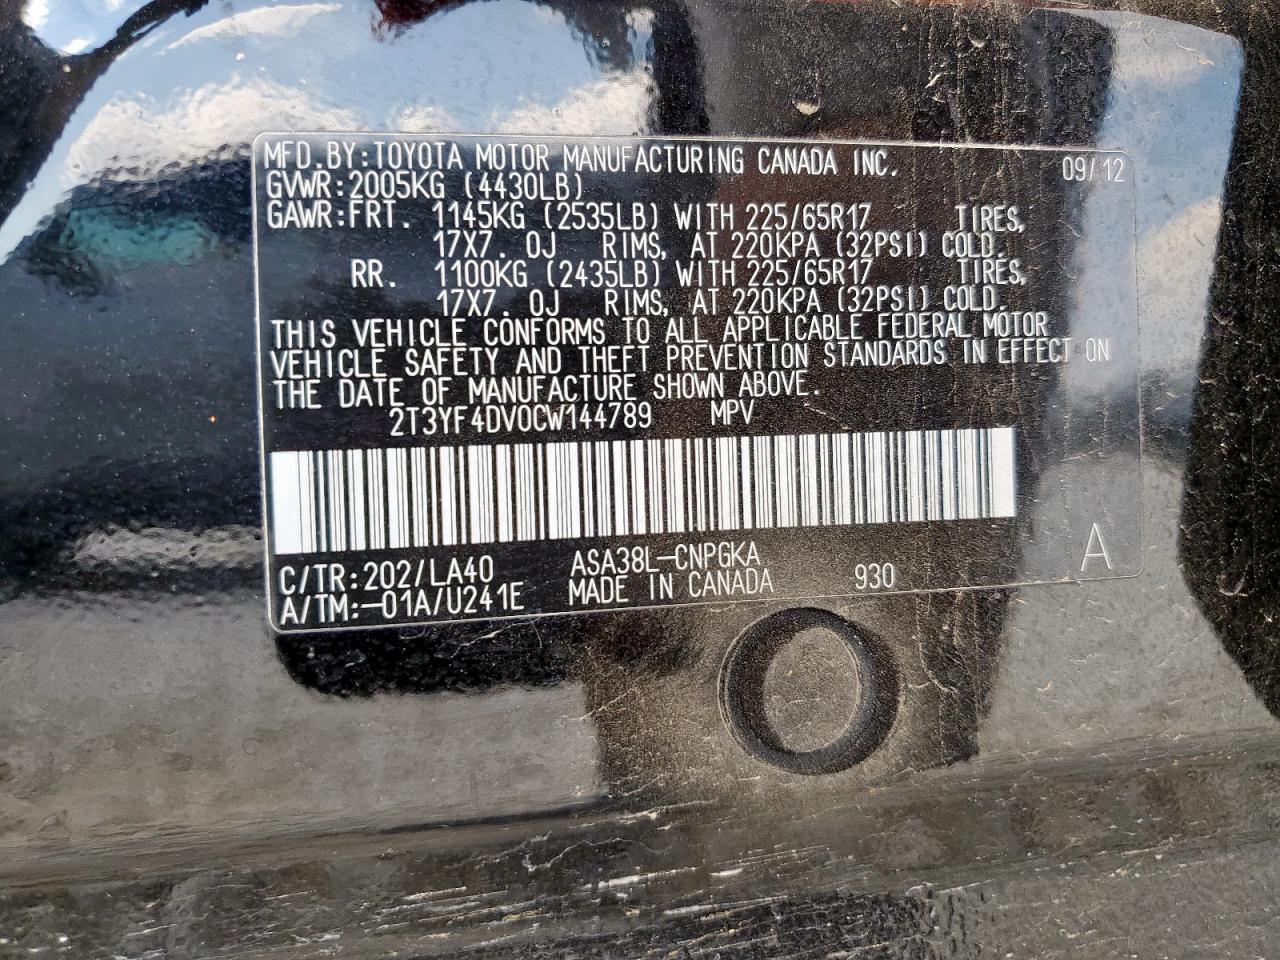 MFD.BY:TOYOTA MOTOR MANUFACTURING CANADA INC. 09/12
GVWR:2005KG (4430LB)
GAWR:FRT. 1145KG (2535LB) WITH 225/65R17 TIRES,
17X7. 0J RIMS, AT 220KPA (32PSI) COLD.
RR. 1100KG (2435LB) WITH 225/65R17 TIRES,
17X7. 0J RIMS, AT 220KPA (32PSI) COLD.
THIS VEHICLE CONFORMS TO ALL APPLICABLE FEDERAL MOTOR
VEHICLE SAFETY AND THEFT PREVENTION STANDARDS IN EFFECT ON
THE DATE OF MANUFACTURE SHOWN ABOVE.
2T3YF4DV0CW144789 MPV
C/TR:202/LA40 ASA38L-CNPGKA A
A/TM:-01A/U241E MADE IN CANADA 930